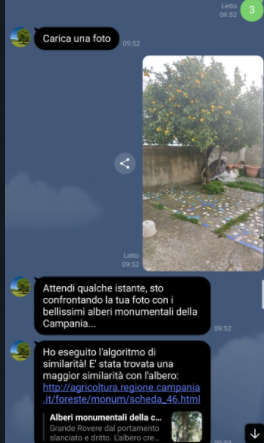 Letto
09:52
3
Carica una foto
09:52
Letto
09:52
Attendi qualche istante, sto
confrontando la tua foto con i
bellissimi alberi monumentali della
Campania...
09:52
Ho eseguito l'algoritmo di
similarità! E' stata trovata una
maggior similarità con l'albero:
http://agricoltura.regione.campania
.it/foreste/monum/scheda_46.html
Alberi monumentali della c...
Grande Rovere dal portamento
slanciato e dritto. L'albero cre...